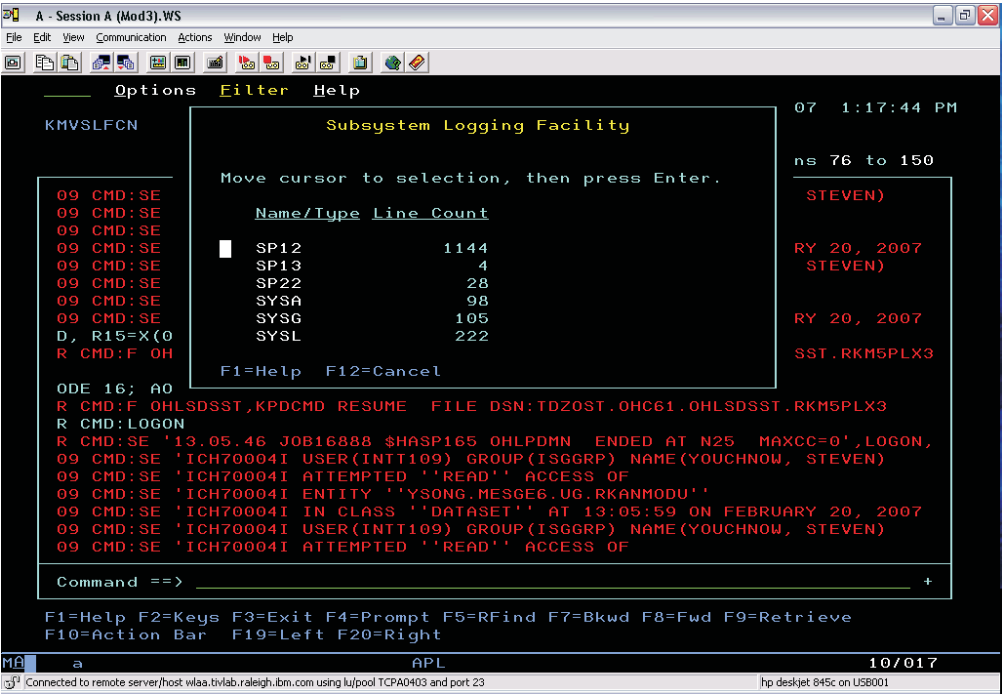 A - Session A (Mod3).WS
File Edit View Communication Actions Window Help
Options Filter Help
07 1:17:44 PM
KMVSLFCN
Subsystem Logging Facility
ns 76 to 150
Move cursor to selection, then press Enter.
09 CMD:SE STEVEN)
09 CMD:SE Name/Type Line Count
09 CMD:SE
09 CMD:SE SP12 1144 RY 20, 2007
09 CMD:SE SP13 4 STEVEN)
09 CMD:SE SP22 28
09 CMD:SE SYSA 98
09 CMD:SE SYSG 105 RY 20, 2007
D, R15=X(0 SYSL 222
R CMD:F OH SST.RKM5PLX3
F1=Help F12=Cancel
ODE 16; AO
R CMD:F OHLSDSST,KPDCMD RESUME FILE DSN:TDZOST.OHC61.OHLSDSST.RKM5PLX3
R CMD:LOGON
R CMD:SE '13.05.46 JOB16888 $HASP165 OHLPDMN ENDED AT N25 MAXCC=0',LOGON,
09 CMD:SE 'ICH70004I USER(INTT109) GROUP(ISGGRP) NAME(YOUCHNOW, STEVEN)
09 CMD:SE 'ICH70004I ATTEMPTED ''READ'' ACCESS OF
09 CMD:SE 'ICH70004I ENTITY ''YSONG.MESGE6.UG.RKANMODU''
09 CMD:SE 'ICH70004I IN CLASS ''DATASET'' AT 13:05:59 ON FEBRUARY 20, 2007
09 CMD:SE 'ICH70004I USER(INTT109) GROUP(ISGGRP) NAME(YOUCHNOW, STEVEN)
09 CMD:SE 'ICH70004I ATTEMPTED ''READ'' ACCESS OF
Command ==> +
F1=Help F2=Keys F3=Exit F4=Prompt F5=RFind F7=Bkwd F8=Fwd F9=Retrieve
F10=Action Bar F19=Left F20=Right
MA a APL 10/017
Connected to remote server/host wlaa.tivlab.raleigh.ibm.com using lu/pool TCPA0403 and port 23 hp deskjet 845c on USB001